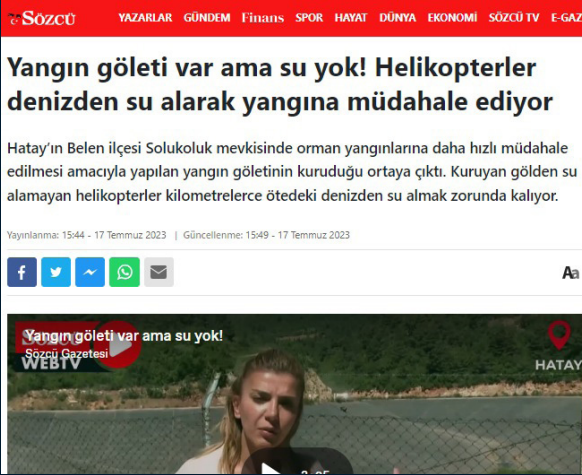 SÖZCÜ
YAZARLAR GÜNDEM Finans SPOR HAYAT DÜNYA EKONOMİ SÖZCÜ TV E-GAZ
Yangın göleti var ama su yok! Helikopterler
denizden su alarak yangına müdahale ediyor
Hatay’ın Belen ilçesi Solukoluk mevkisinde orman yangınlarına daha hızlı müdahale
edilmesi amacıyla yapılan yangın göletinin kuruduğu ortaya çıktı. Kuruyan gölden su
alamayan helikopterler kilometrelerce ötedeki denizden su almak zorunda kalıyor.
Yayınlanma: 15:44 - 17 Temmuz 2023 | Güncellenme: 15:49 - 17 Temmuz 2023
Aa
Yangın göleti var ama su yok!
Sözcü Gazetesi
WEBTV
HATAY